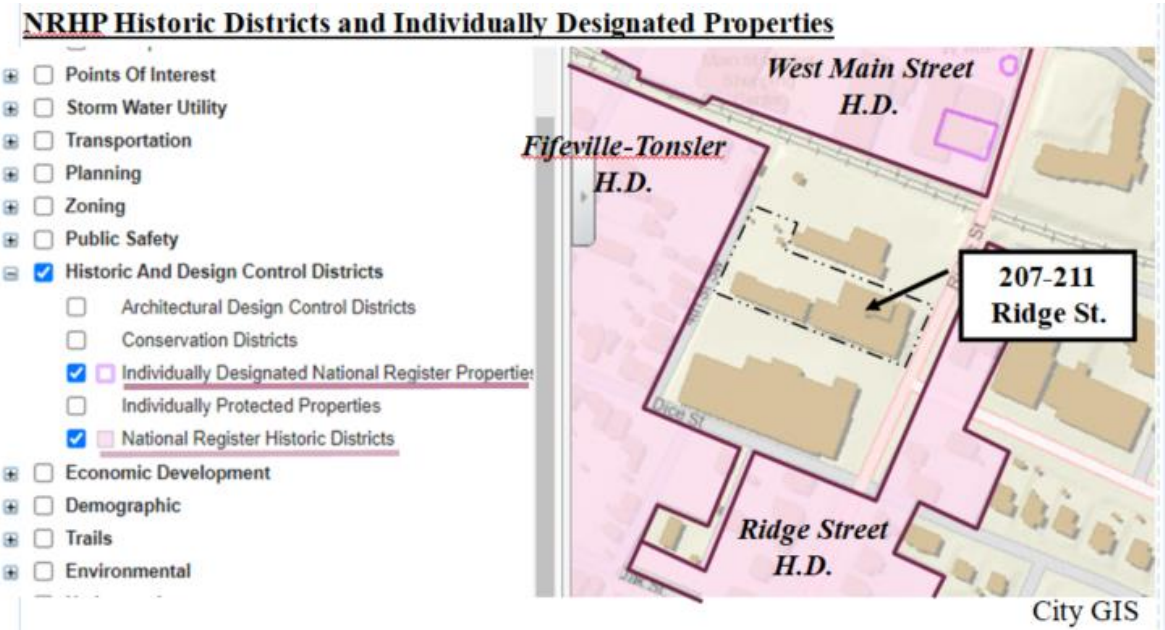 NRHP Historic Districts and Individually Designated Properties
Points Of Interest
Storm Water Utility
Transportation
Planning
Zoning
Public Safety
Historic And Design Control Districts
Architectural Design Control Districts
Conservation Districts
Individually Designated National Register Properties
Individually Protected Properties
National Register Historic Districts
Economic Development
Demographic
Trails
Environmental
West Main Street
H.D.
Fifeville-Tonsler
H.D.
207-211
Ridge St.
Dice St
Ridge Street
H.D.
City GIS